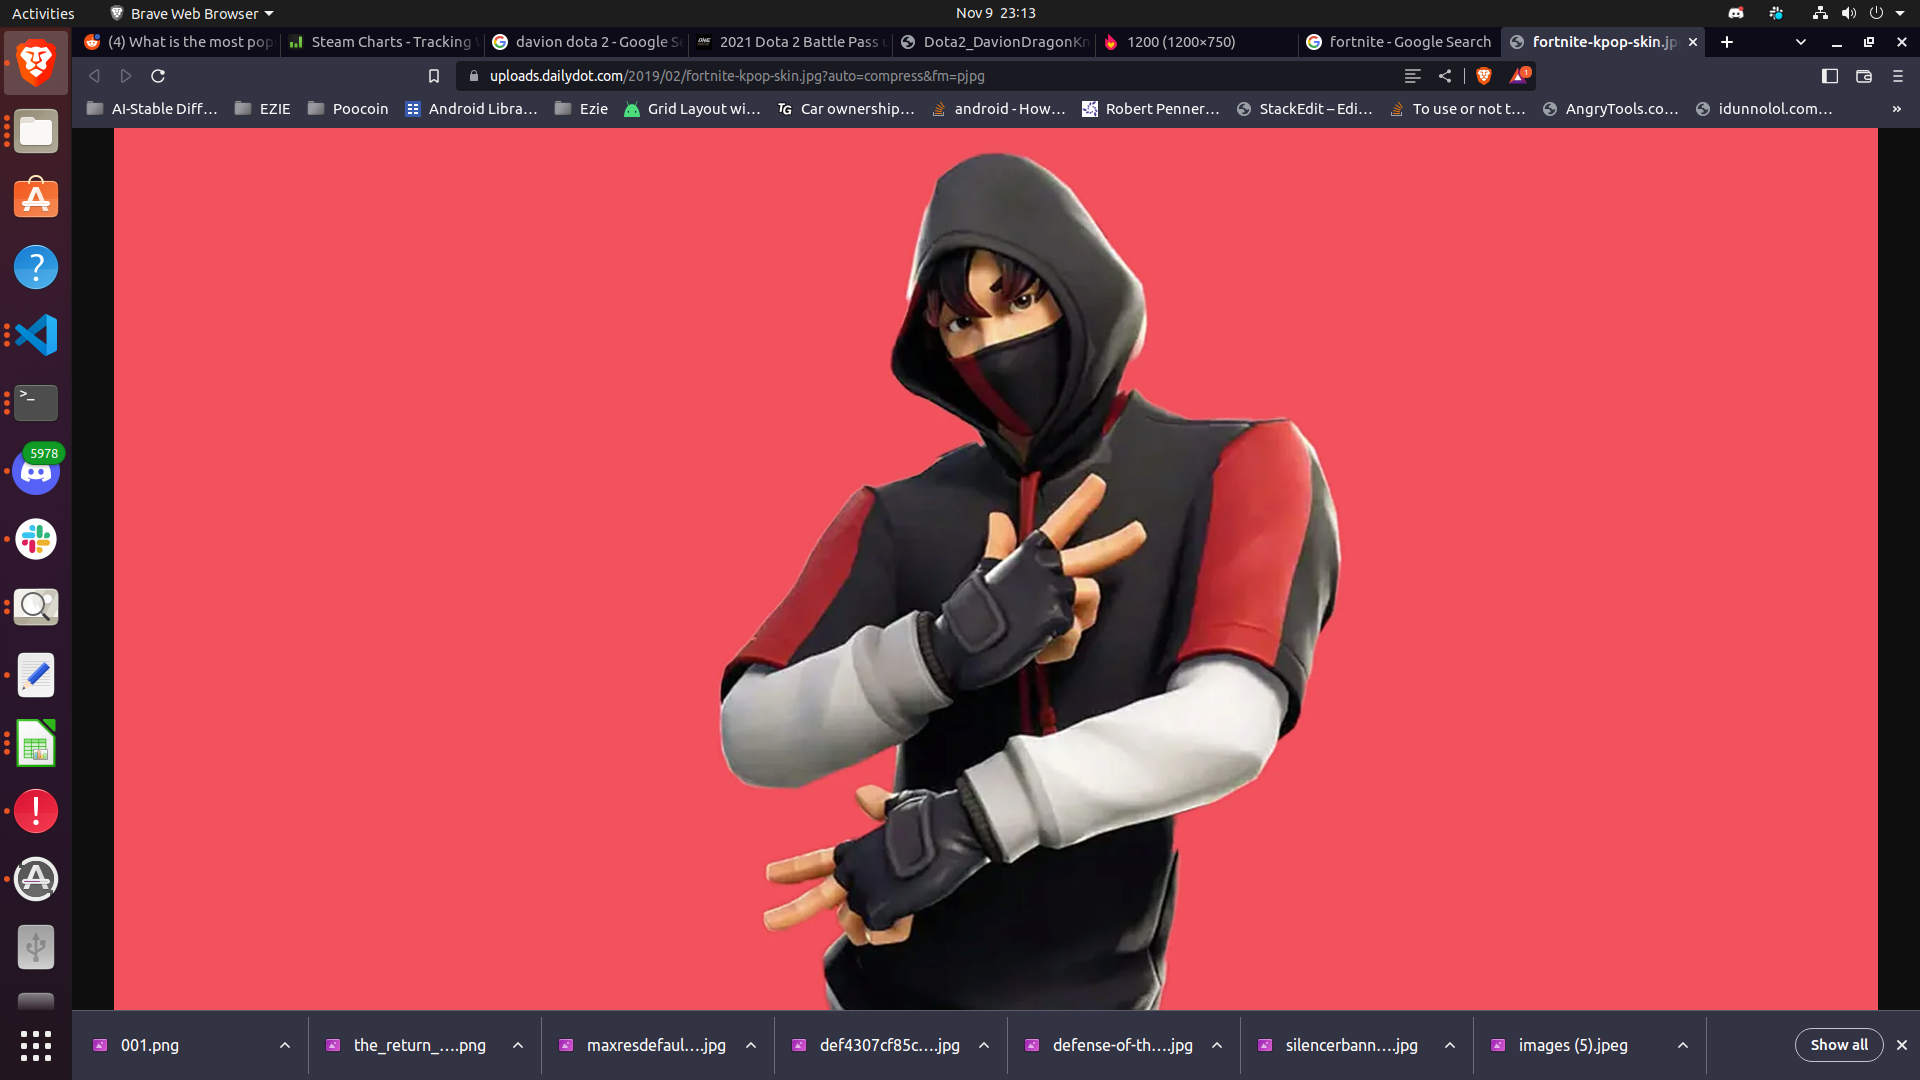 Activities Brave Web Browser Nov 9 23:13
(4) What is the most pop Steam Charts - Tracking davion dota 2 - Google Se 2021 Dota 2 Battle Pass Dota2_DavionDragonKn 1200 (1200×750) fortnite - Google Search fortnite-kpop-skin.jp
uploads.dailydot.com/2019/02/fortnite-kpop-skin.jpg?auto=compress&fm=pjpg 1
AI-Stable Diff… EZIE Poocoin Android Libra… Ezie Grid Layout wi… TG Car ownership… android - How… Robert Penner… StackEdit – Edi… To use or not t… AngryTools.co… idunnolol.com… »
5978
001.png the_return_….png maxresdefaul….jpg def4307cf85c….jpg defense-of-th….jpg silencerbann….jpg images (5).jpeg Show all